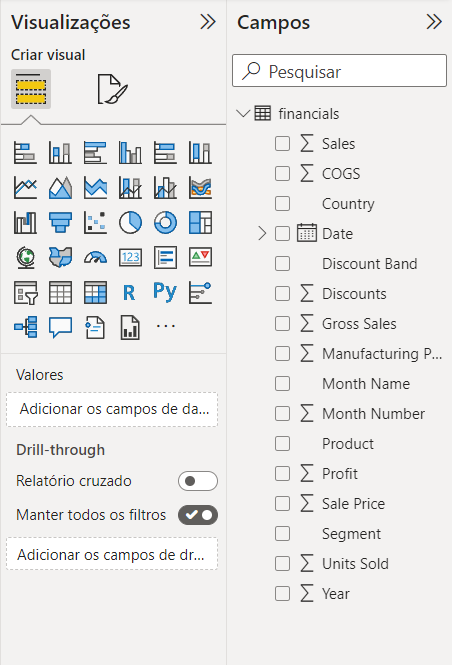 Visualizações
Criar visual
123
R
Py
...
Valores
Adicionar os campos de da...
Drill-through
Relatório cruzado
Manter todos os filtros
Adicionar os campos de dr...
Campos
Pesquisar
financials
∑ Sales
∑ COGS
Country
Date
Discount Band
∑ Discounts
∑ Gross Sales
∑ Manufacturing P...
Month Name
∑ Month Number
Product
∑ Profit
∑ Sale Price
Segment
∑ Units Sold
∑ Year